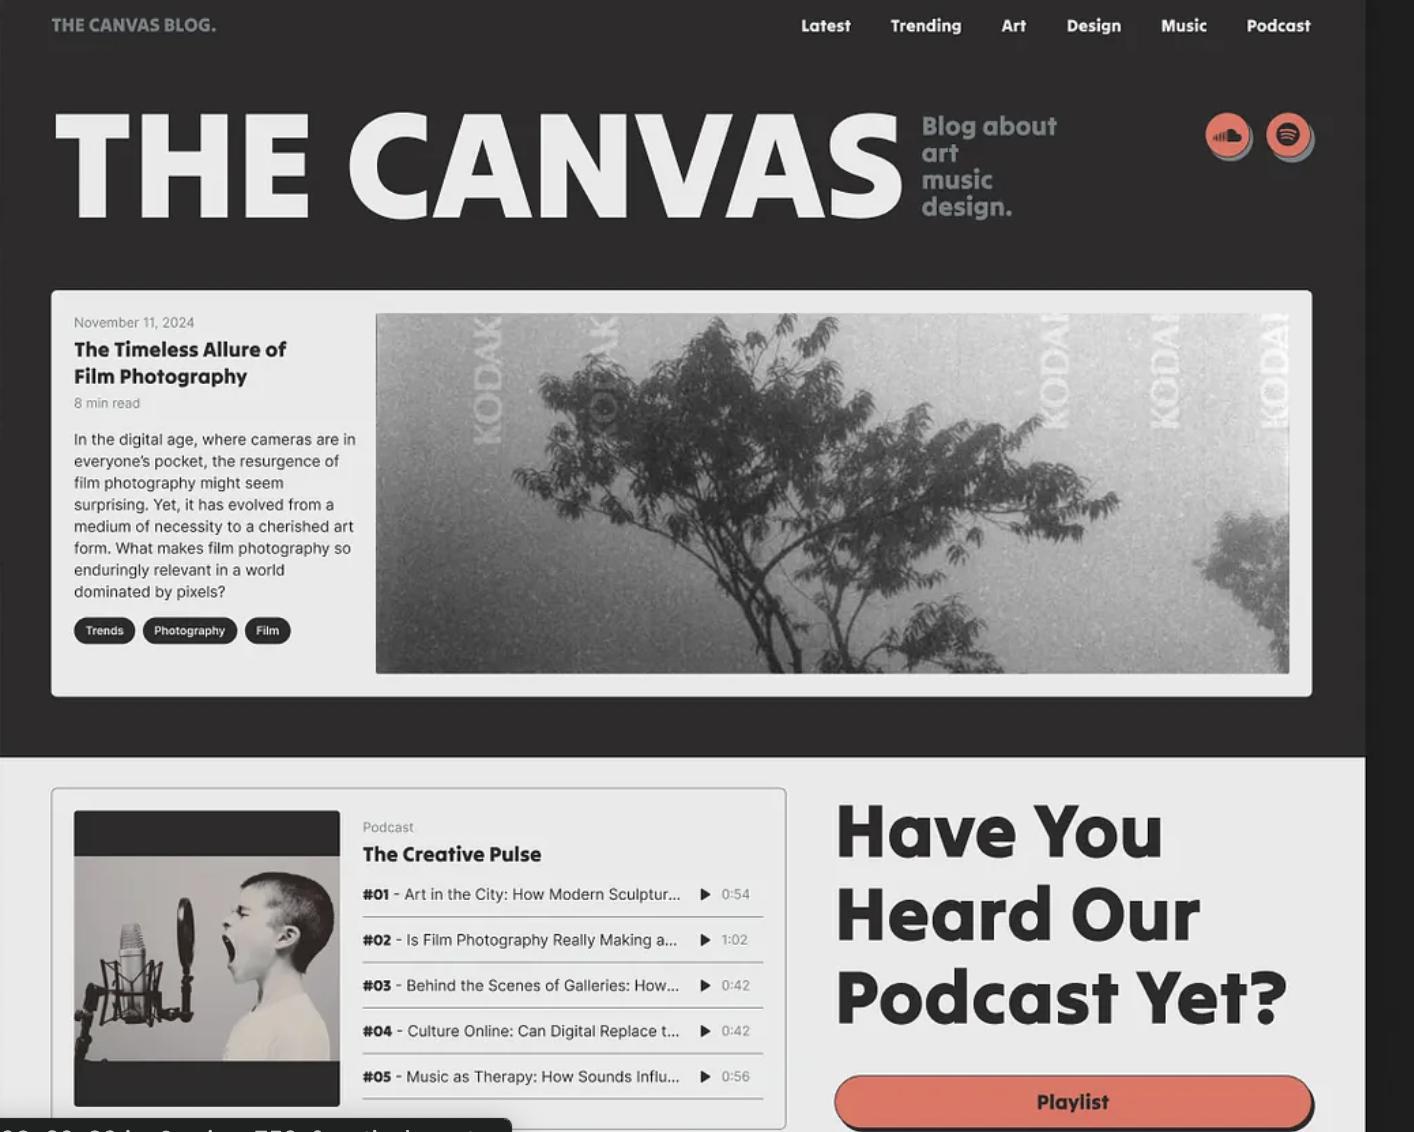 THE CANVAS BLOG.
Latest Trending Art Design Music Podcast
THE CANVAS
Blog about
art
music
design.
November 11, 2024
The Timeless Allure of
Film Photography
8 min read
In the digital age, where cameras are in
everyone's pocket, the resurgence of
film photography might seem
surprising. Yet, it has evolved from a
medium of necessity to a cherished art
form. What makes film photography so
enduringly relevant in a world
dominated by pixels?
Trends Photography Film
KODAK KODAK KODAK KODAK KODAK
Podcast
The Creative Pulse
#01 - Art in the City: How Modern Sculptur... 0:54
#02 - Is Film Photography Really Making a... 1:02
#03 - Behind the Scenes of Galleries: How... 0:42
#04 - Culture Online: Can Digital Replace t... 0:42
#05 - Music as Therapy: How Sounds Influ... 0:56
Have You
Heard Our
Podcast Yet?
Playlist